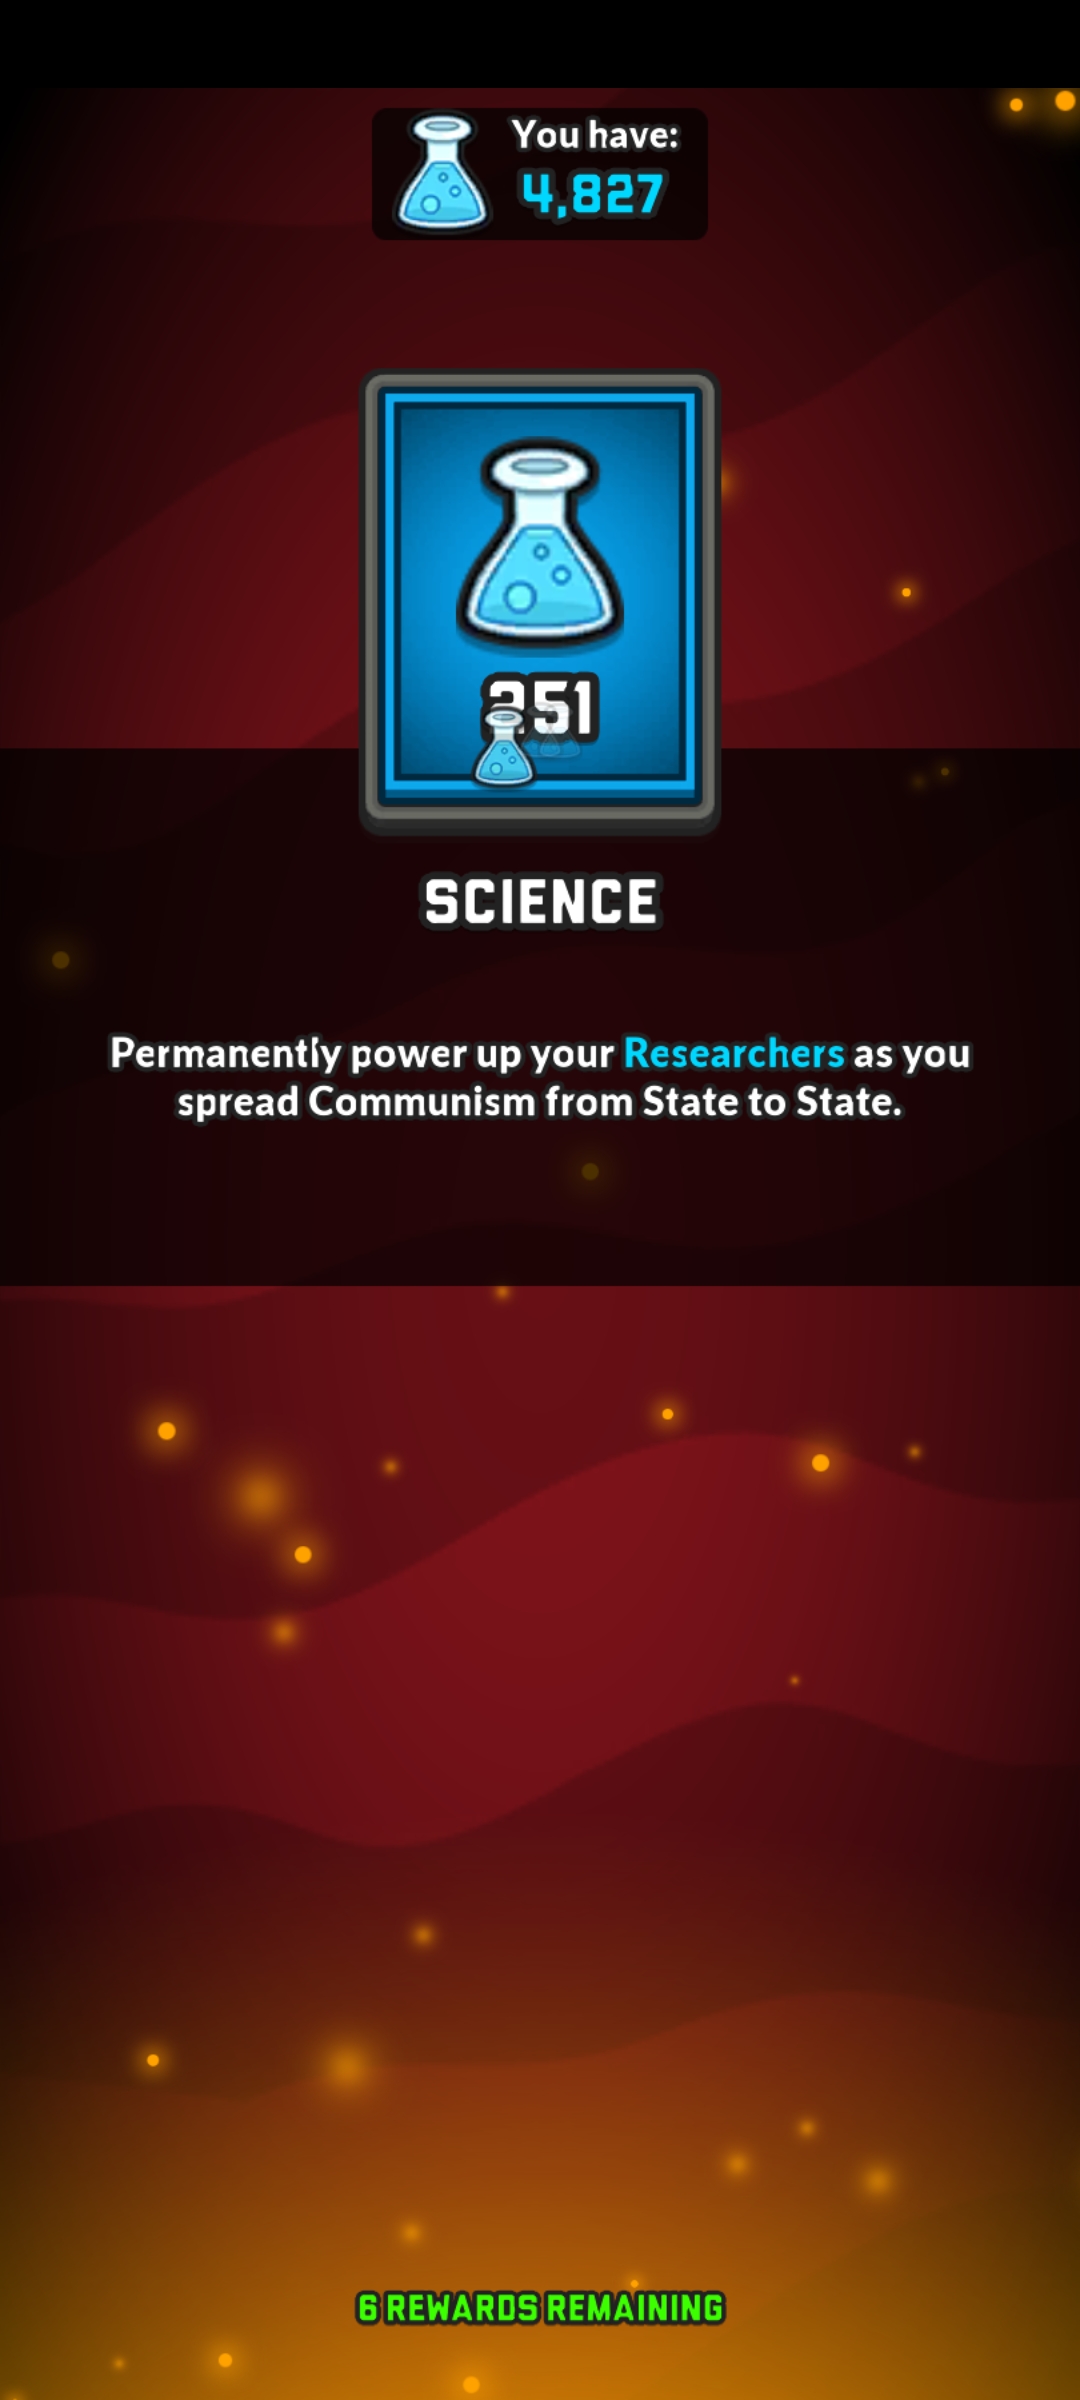 You have:
4,827
251
SCIENCE
Permanently power up your Researchers as you
spread Communism from State to State.
6 REWARDS REMAINING